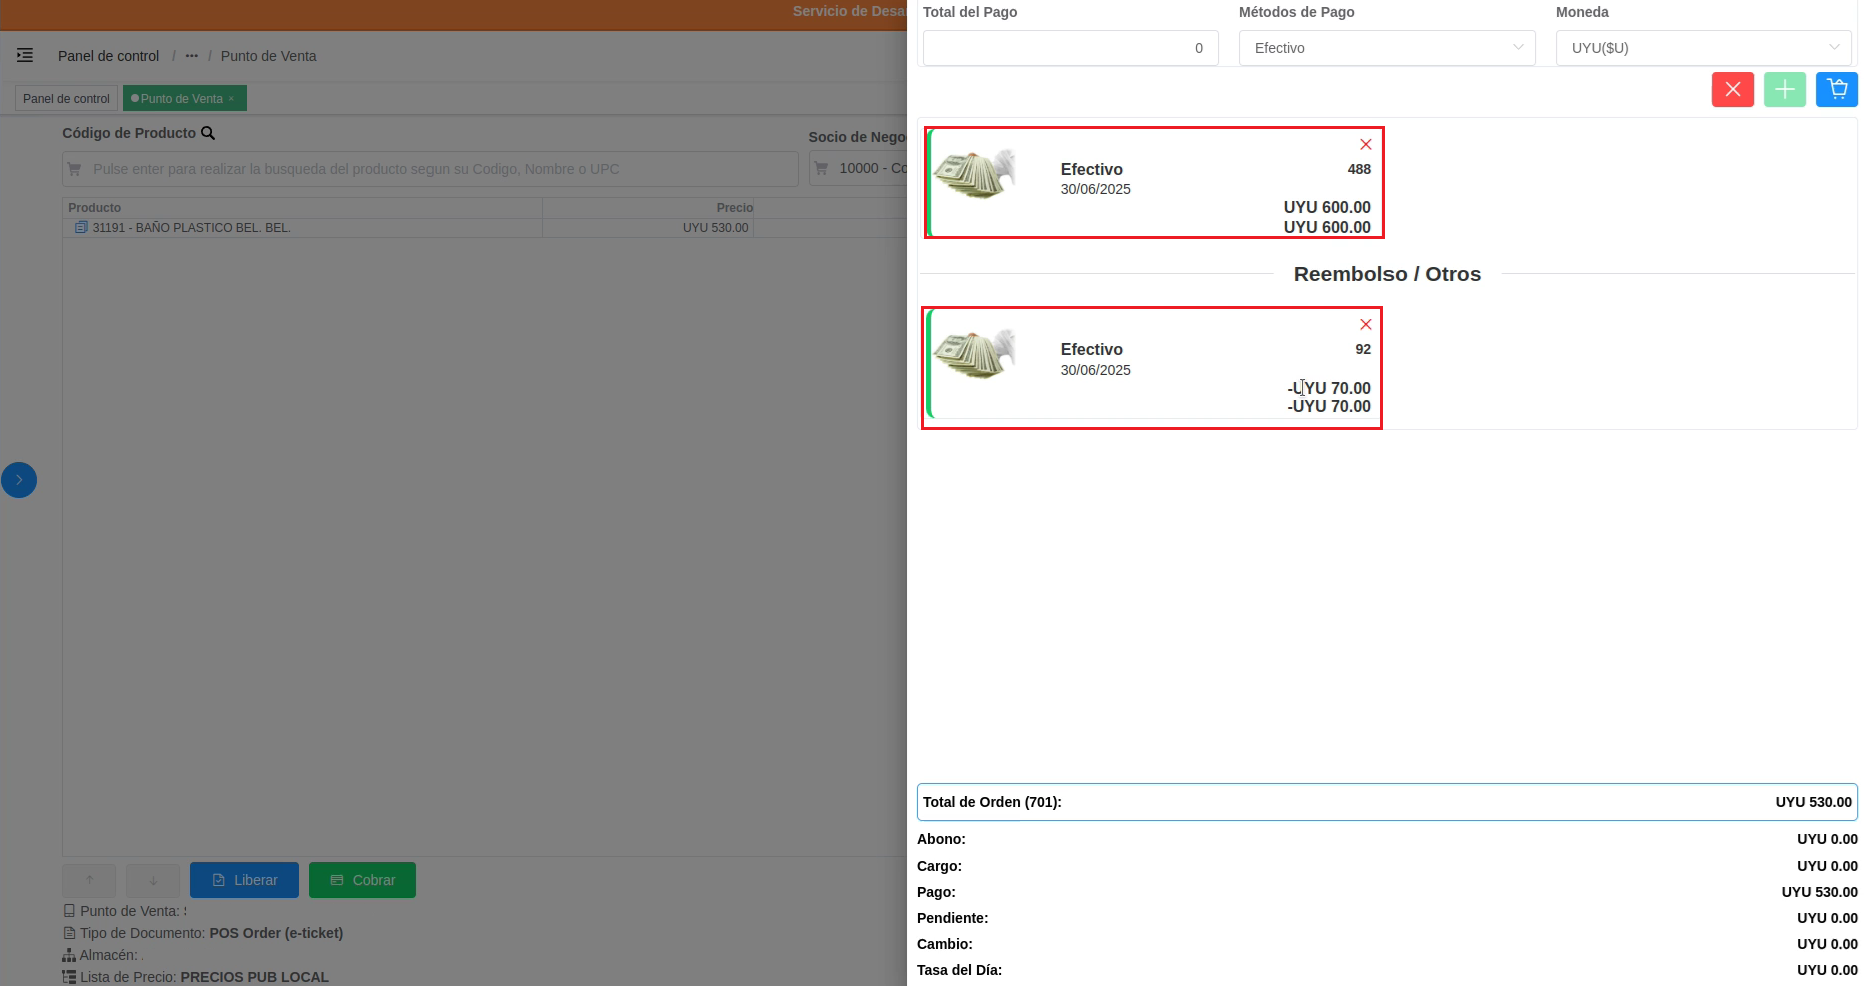 Servicio de Desar
Panel de control / ••• / Punto de Venta
Panel de control
Punto de Venta ×
Código de Producto
Pulse enter para realizar la busqueda del producto segun su Codigo, Nombre o UPC
Socio de Nego
10000 - Co
Producto Precio
31191 - BAÑO PLASTICO BEL. BEL. UYU 530.00
Liberar
Cobrar
Punto de Venta:
Tipo de Documento: POS Order (e-ticket)
Almacén: .
Lista de Precio: PRECIOS PUB LOCAL
Total del Pago
0
Métodos de Pago
Efectivo
Moneda
UYU($U)
Efectivo 488
30/06/2025
UYU 600.00
UYU 600.00
Reembolso / Otros
Efectivo 92
30/06/2025
-UYU 70.00
-UYU 70.00
Total de Orden (701): UYU 530.00
Abono: UYU 0.00
Cargo: UYU 0.00
Pago: UYU 530.00
Pendiente: UYU 0.00
Cambio: UYU 0.00
Tasa del Día: UYU 0.00